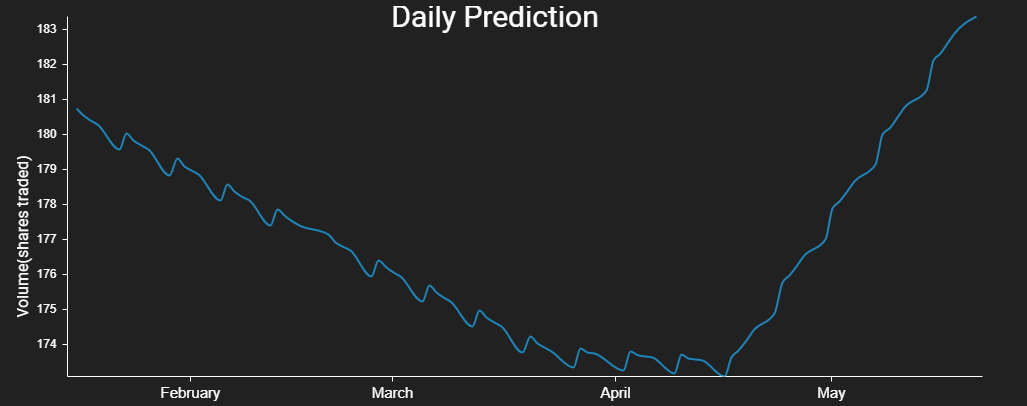 Daily Prediction
Volume(shares traded)
183
182
181
180
179
178
177
176
175
174
February
March
April
May